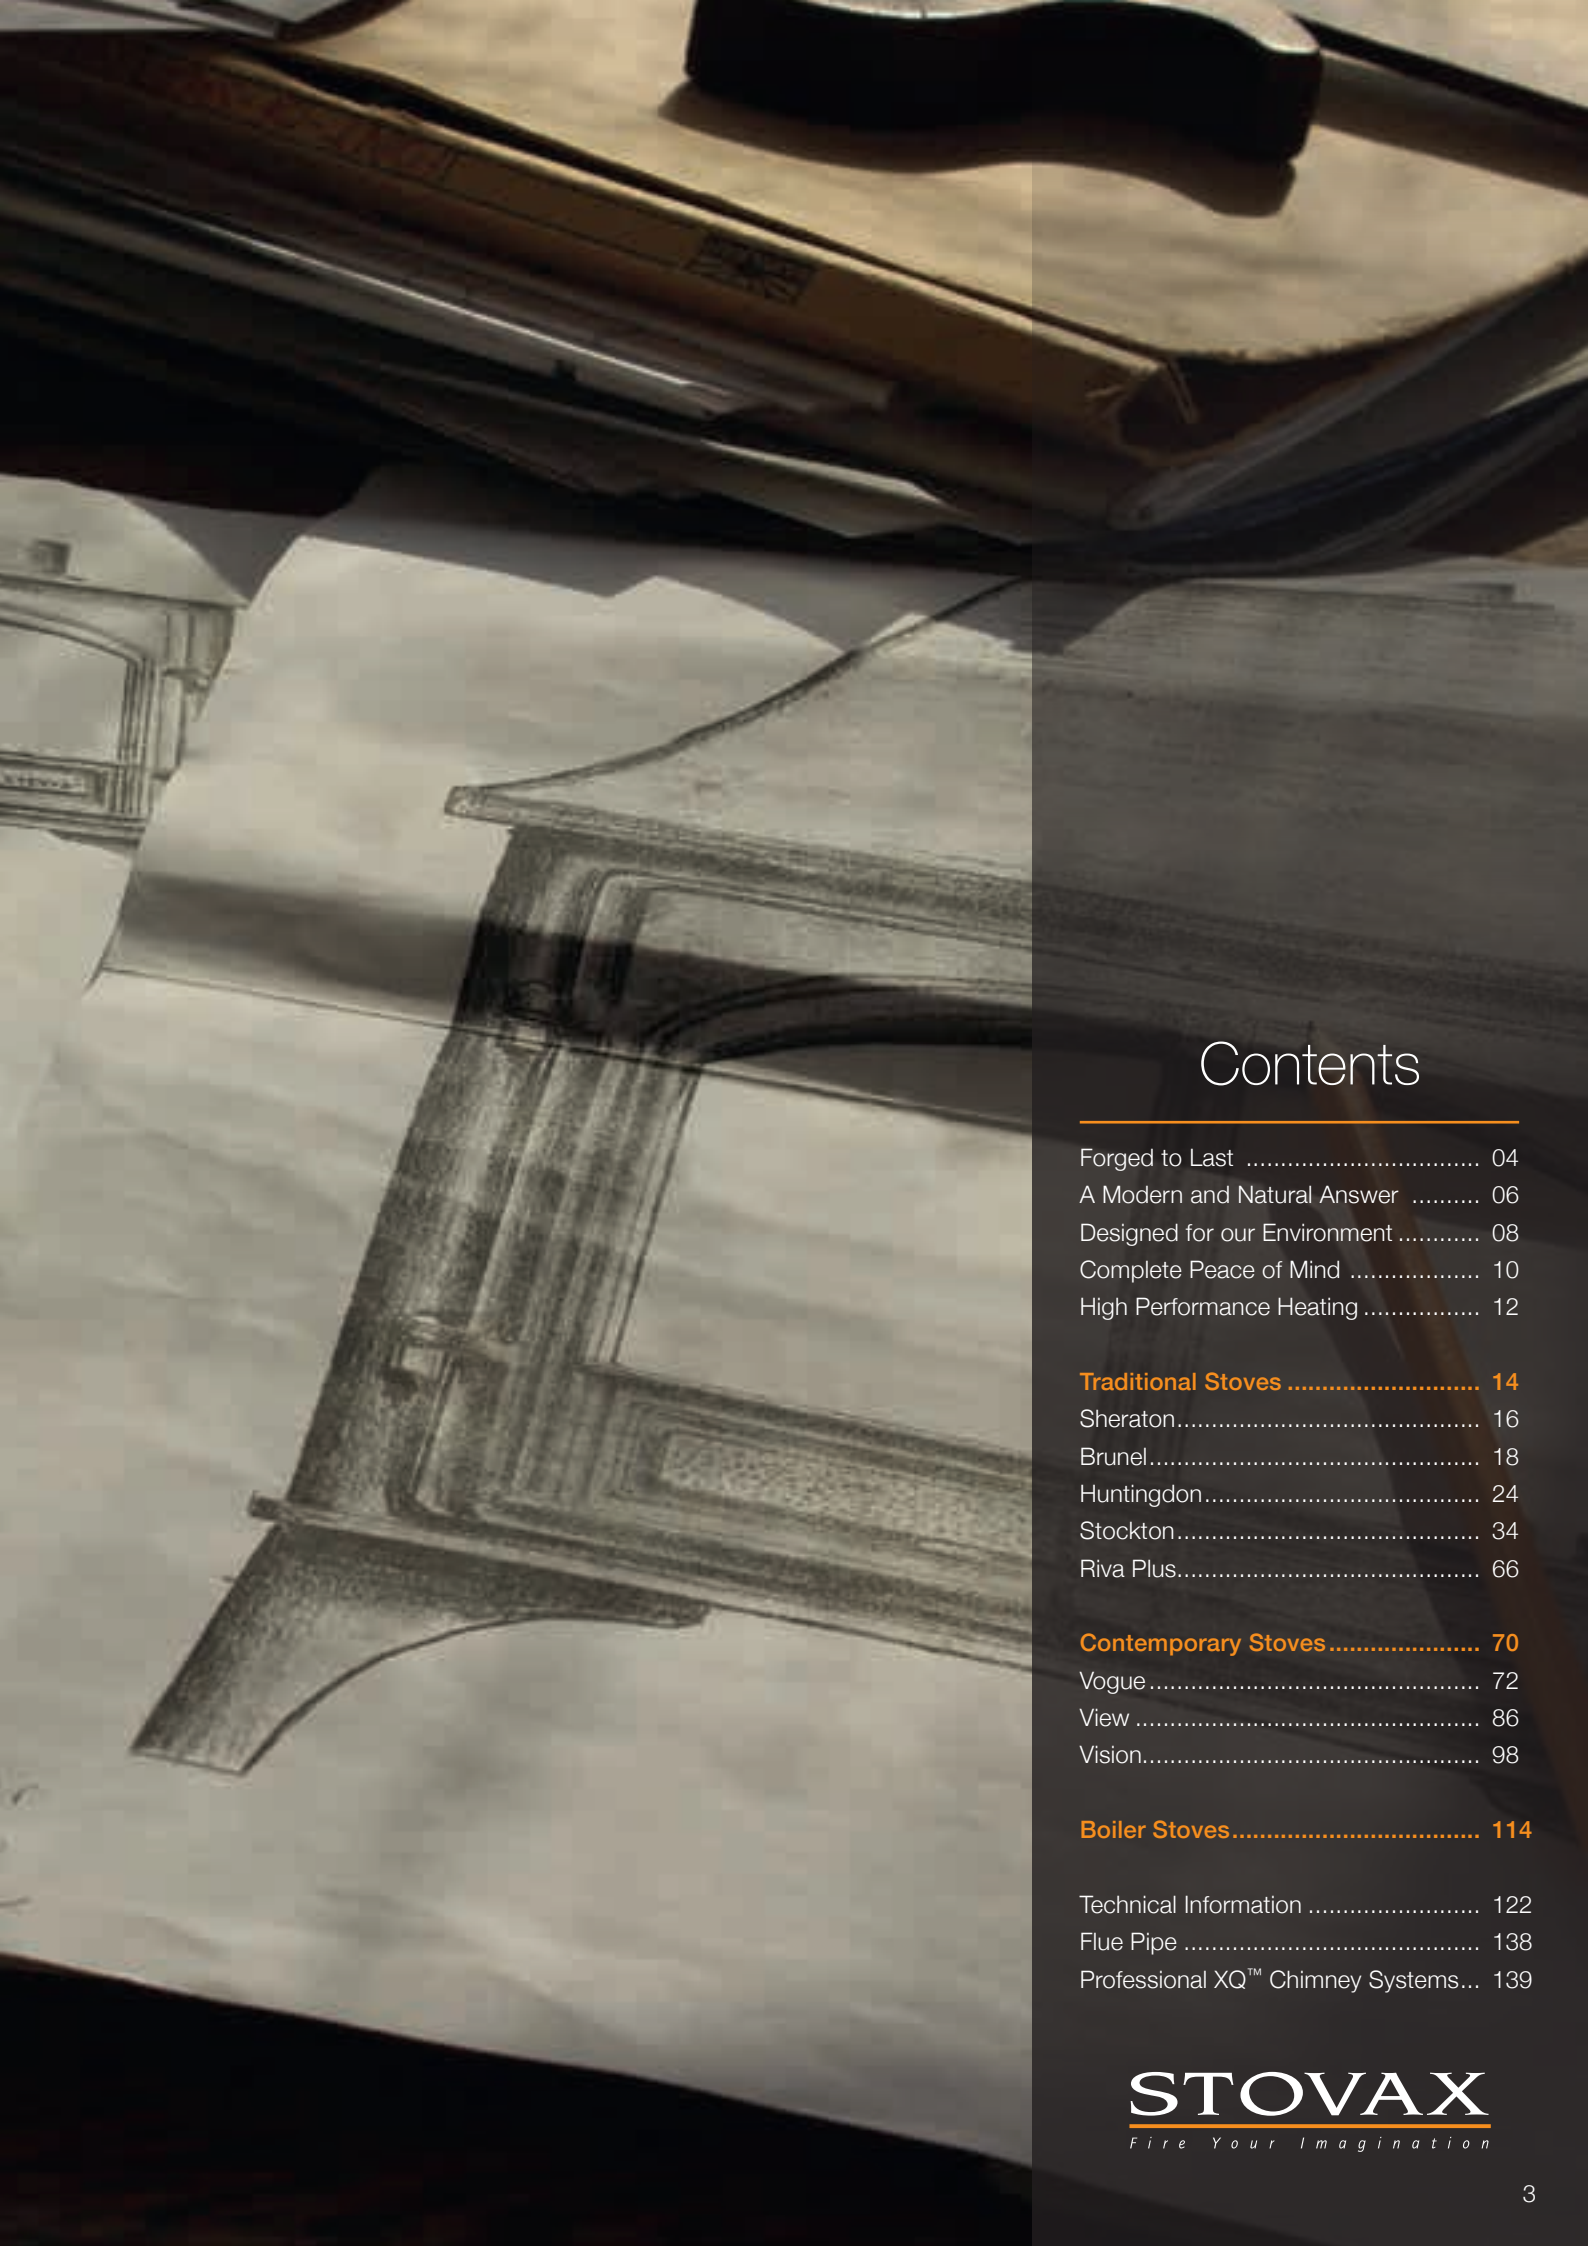 Contents
Forged to Last .................................. 04
A Modern and Natural Answer .......... 06
Designed for our Environment ............ 08
Complete Peace of Mind ................... 10
High Performance Heating ................. 12
Traditional Stoves ............................ 14
Sheraton............................................ 16
Brunel................................................ 18
Huntingdon........................................ 24
Stockton............................................ 34
Riva Plus............................................ 66
Contemporary Stoves...................... 70
Vogue................................................ 72
View .................................................. 86
Vision................................................. 98
Boiler Stoves.................................... 114
Technical Information ......................... 122
Flue Pipe ........................................... 138
Professional XQ™ Chimney Systems... 139
STOVAX
Fire Your Imagination
3